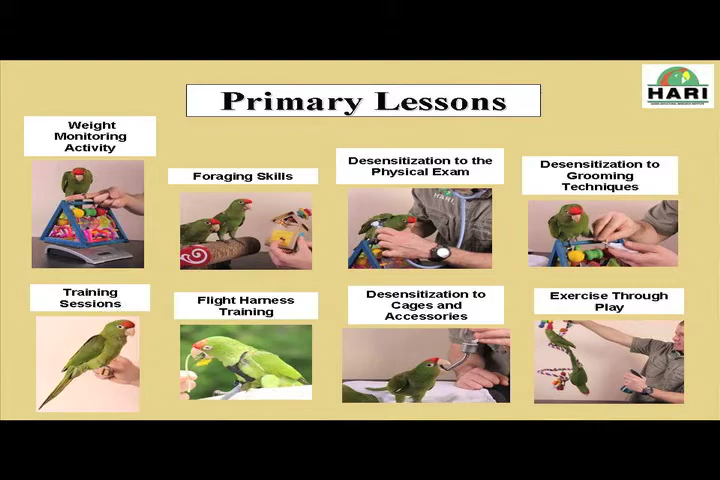 Primary Lessons
HARI
Weight
Monitoring
Activity
Foraging Skills
Desensitization to the
Physical Exam
Desensitization to
Grooming
Techniques
HARI
Training
Sessions
Flight Harness
Training
Desensitization to
Cages and
Accessories
Exercise Through
Play